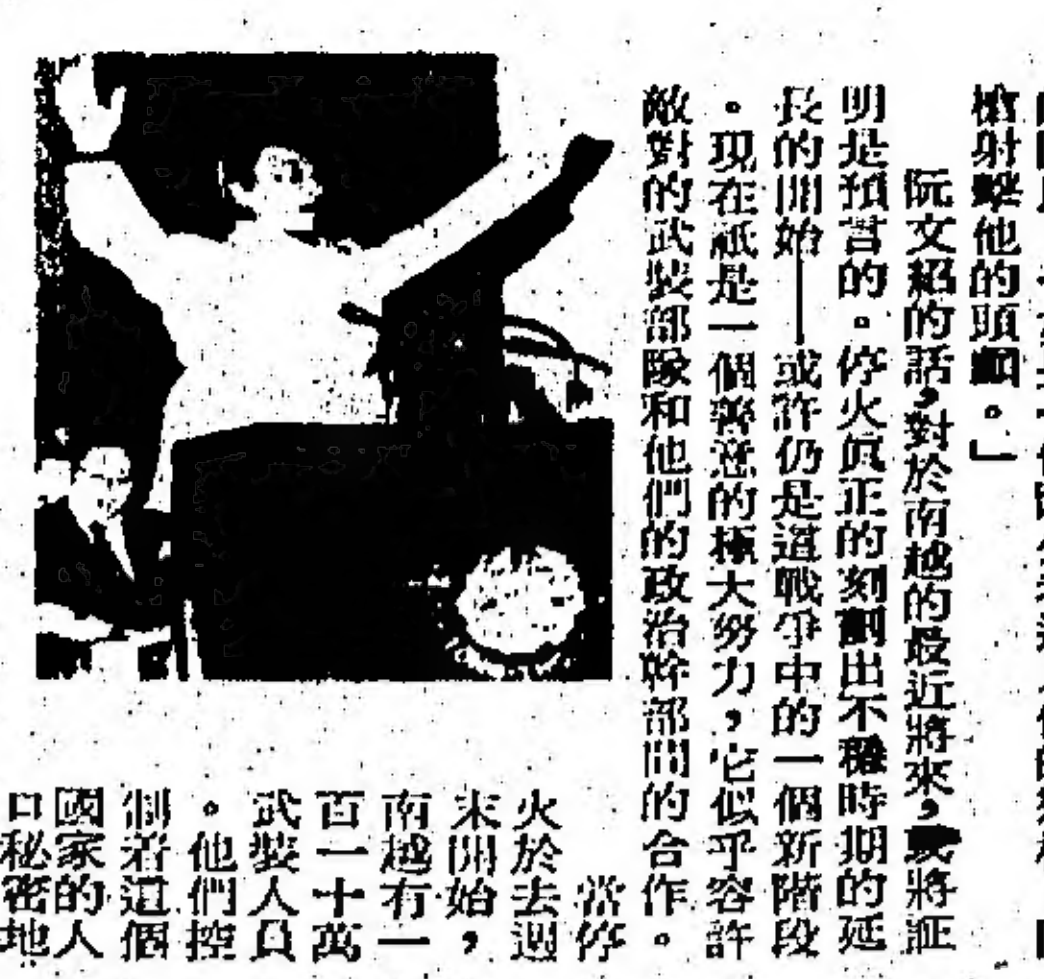 槍射擊他的頭顱。」
阮文紹的話，對於南越的最近將來，或將証
明是預言的。停火眞正的刻劃出不穩時期的延
長的開始——或許仍是這戰爭中的一個新階段
。現在祇是一個善意的極大努力，它似乎容許
敵對的武裝部隊和他們的政治幹部間的合作。
當停
火於去週
末開始，
南越有一
百一十萬
武裝人員
。他們控
制着這個
國家的人
口秘密地